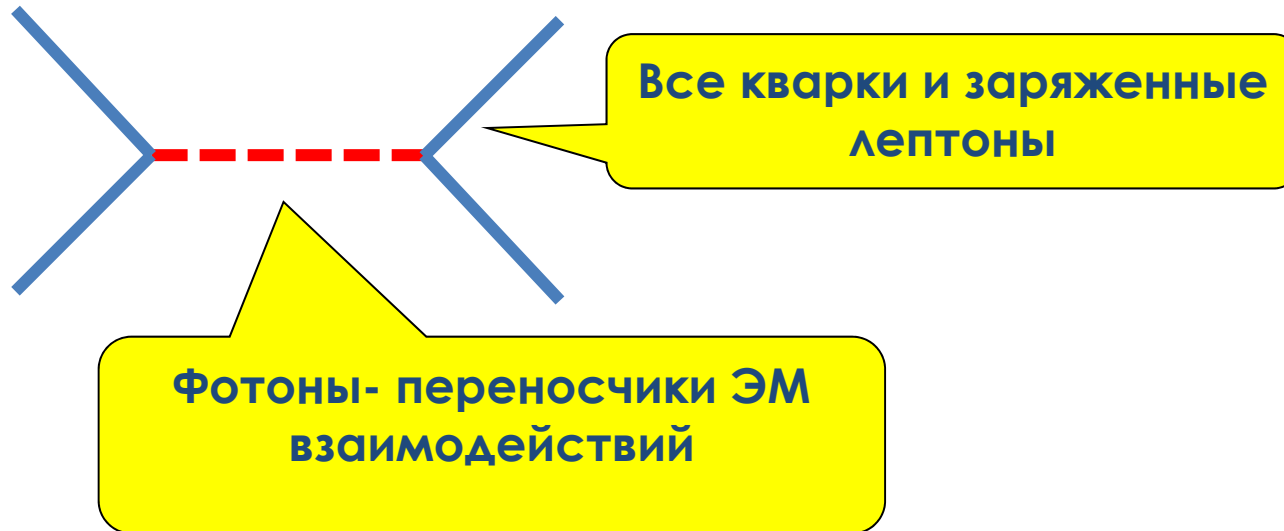 Все кварки и заряженные
лептоны
Фотоны- переносчики ЭМ
взаимодействий